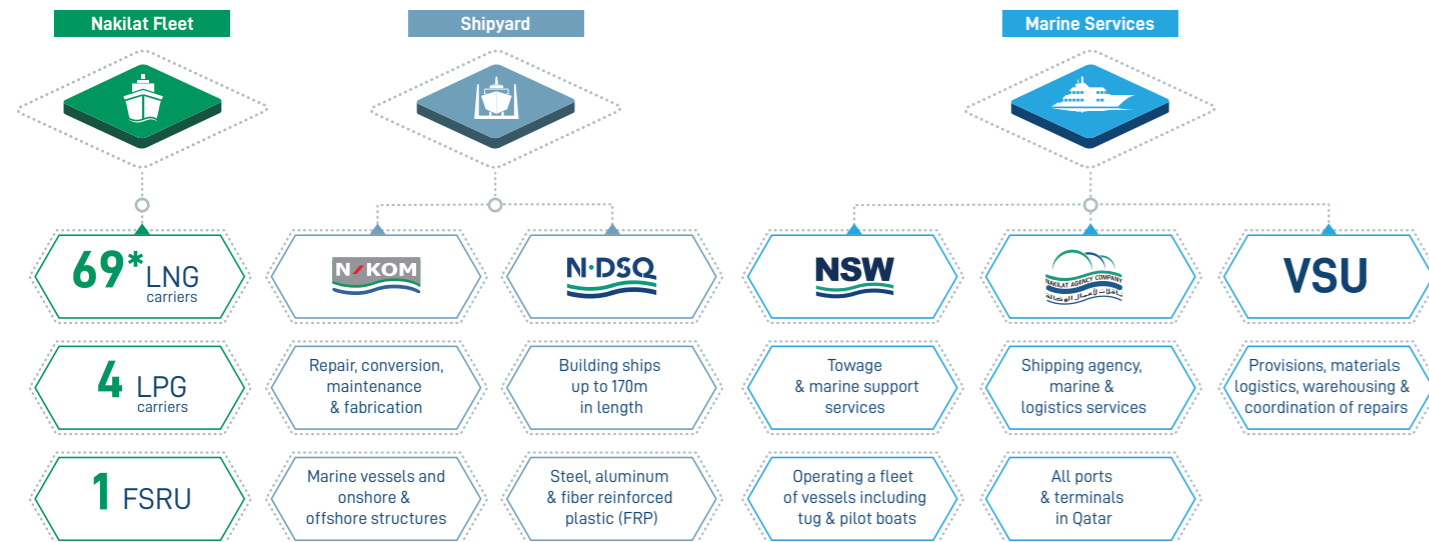 Nakilat Fleet
69* LNG
carriers
4 LPG
carriers
1 FSRU
Shipyard
N-KOM
Repair, conversion,
maintenance
& fabrication
Marine vessels and
onshore &
offshore structures
N·DSQ
Building ships
up to 170m
in length
Steel, aluminum
& fiber reinforced
plastic (FRP)
Marine Services
NSW
Towage
& marine support
services
Operating a fleet
of vessels including
tug & pilot boats
NAKILAT AGENCY COMPANY
Shipping agency,
marine &
logistics services
All ports
& terminals
in Qatar
VSU
Provisions, materials
logistics, warehousing &
coordination of repairs